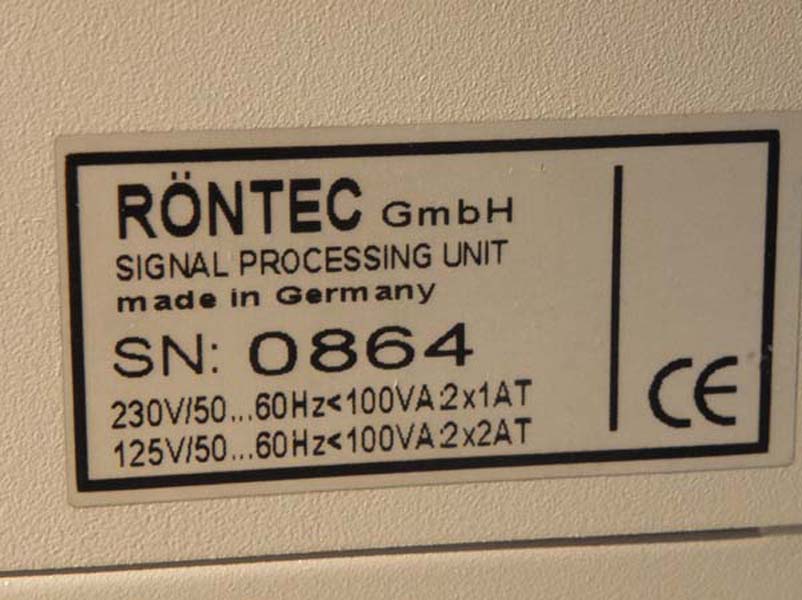 RÖNTEC GmbH
SIGNAL PROCESSING UNIT
made in Germany
SN: 0864
230V/50...60Hz<100VA:2x1AT
125V/50...60Hz<100VA:2x2AT
CE